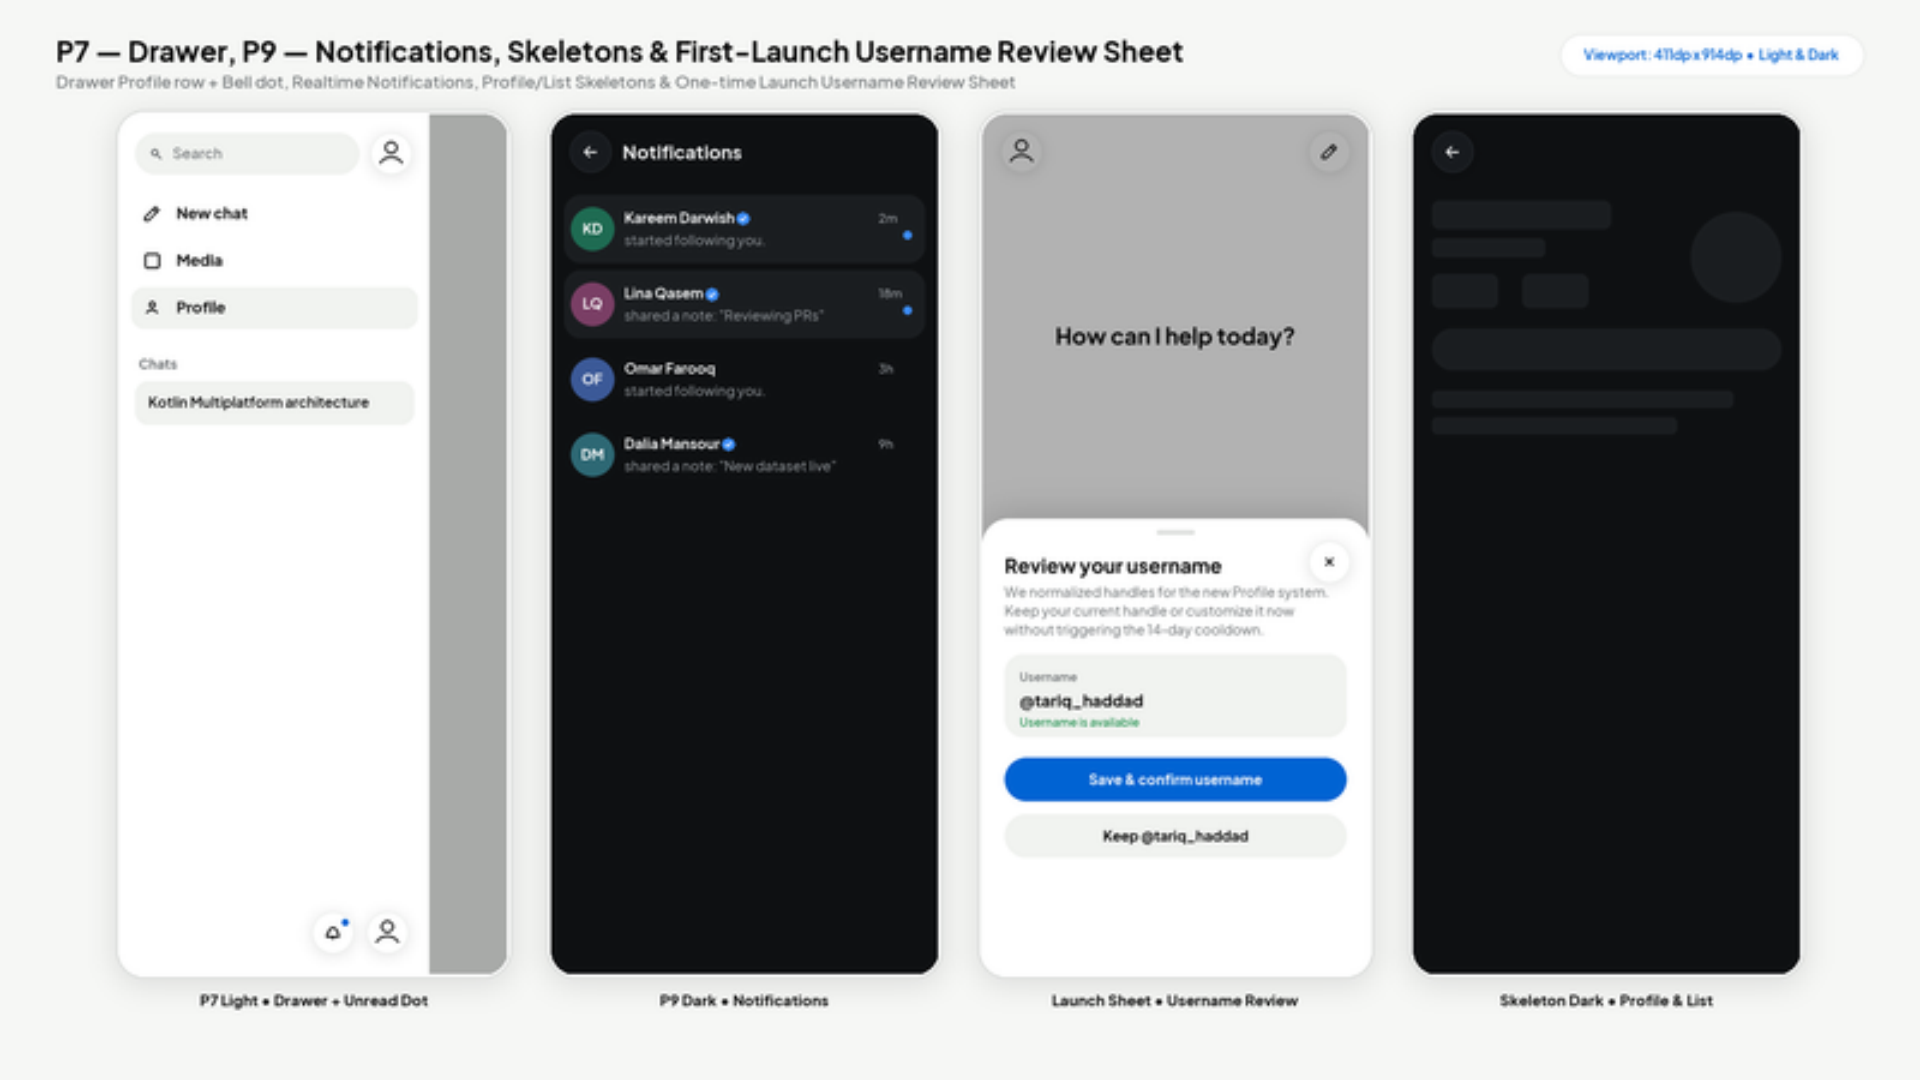 P7 — Drawer, P9 — Notifications, Skeletons & First-Launch Username Review Sheet
Drawer Profile row + Bell dot, Realtime Notifications, Profile/List Skeletons & One-time Launch Username Review Sheet
Viewport: 411dp x 914dp • Light & Dark
Search
New chat
Media
Profile
Chats
Kotlin Multiplatform architecture
P7 Light • Drawer + Unread Dot
Notifications
KD
Kareem Darwish
2m
started following you.
LQ
Lina Qasem
18m
shared a note: "Reviewing PRs"
OF
Omar Farooq
3h
started following you.
DM
Dalia Mansour
9h
shared a note: "New dataset live"
P9 Dark • Notifications
How can I help today?
Review your username
We normalized handles for the new Profile system.
Keep your current handle or customize it now
without triggering the 14-day cooldown.
Username
@tariq_haddad
Username is available
Save & confirm username
Keep @tariq_haddad
Launch Sheet • Username Review
Skeleton Dark • Profile & List